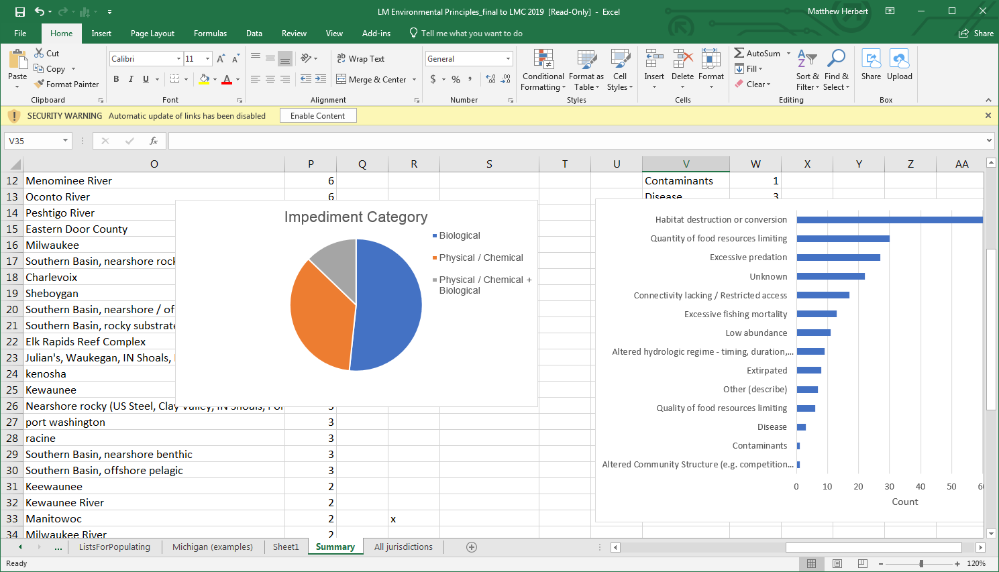 LM Environmental Principles_final to LMC 2019  [Read-Only]  -  Excel
Matthew Herbert
File Home Insert Page Layout Formulas Data Review View Add-ins Tell me what you want to do Share
Paste
Cut
Copy
Format Painter
Clipboard
Calibri 11 A A
B I U A
Font
Wrap Text
Merge & Center
Alignment
General
$ % , .00 .0
Number
Conditional Formatting
Format as Table
Cell Styles
Styles
Insert Delete Format
Cells
AutoSum
Fill
Clear
Sort & Filter
Find & Select
Editing
Share Upload
Box
SECURITY WARNING Automatic update of links has been disabled Enable Content
V35 fx
O P Q R S T U V W X Y Z AA
12 Menominee River 6 Contaminants 1
13 Oconto River 6 Disease 3
14 Peshtigo River
15 Eastern Door County
16 Milwaukee
17 Southern Basin, nearshore rock
18 Charlevoix
19 Sheboygan
20 Southern Basin, nearshore / of
21 Southern Basin, rocky substrate
22 Elk Rapids Reef Complex
23 Julian's, Waukegan, IN Shoals,
24 kenosha
25 Kewaunee
26 Nearshore rocky (US Steel, Clay Valley, IN Shoals, Por 3
27 port washington 3
28 racine 3
29 Southern Basin, nearshore benthic 3
30 Southern Basin, offshore pelagic 3
31 Keewaunee 2
32 Kewaunee River 2
33 Manitowoc 2 x
34 Milwaukee River 2
Impediment Category
Biological
Physical / Chemical
Physical / Chemical +
Biological
Habitat destruction or conversion
Quantity of food resources limiting
Excessive predation
Unknown
Connectivity lacking / Restricted access
Excessive fishing mortality
Low abundance
Altered hydrologic regime - timing, duration,...
Extirpated
Other (describe)
Quality of food resources limiting
Disease
Contaminants
Altered Community Structure (e.g. competition...
0 10 20 30 40 50 6
Count
... ListsForPopulating Michigan (examples) Sheet1 Summary All jurisdictions
Ready 120%